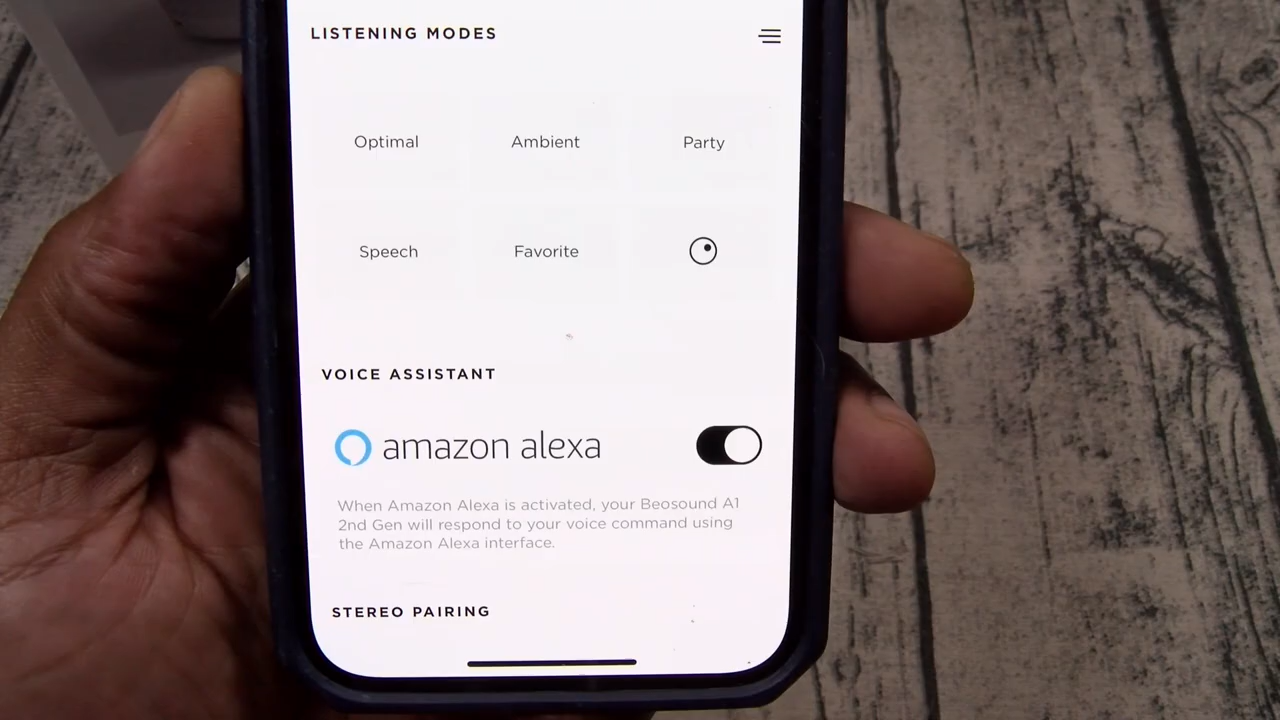 LISTENING MODES
Optimal
Ambient
Party
Speech
Favorite
VOICE ASSISTANT
amazon alexa
When Amazon Alexa is activated, your Beosound A1
2nd Gen will respond to your voice command using
the Amazon Alexa interface.
STEREO PAIRING